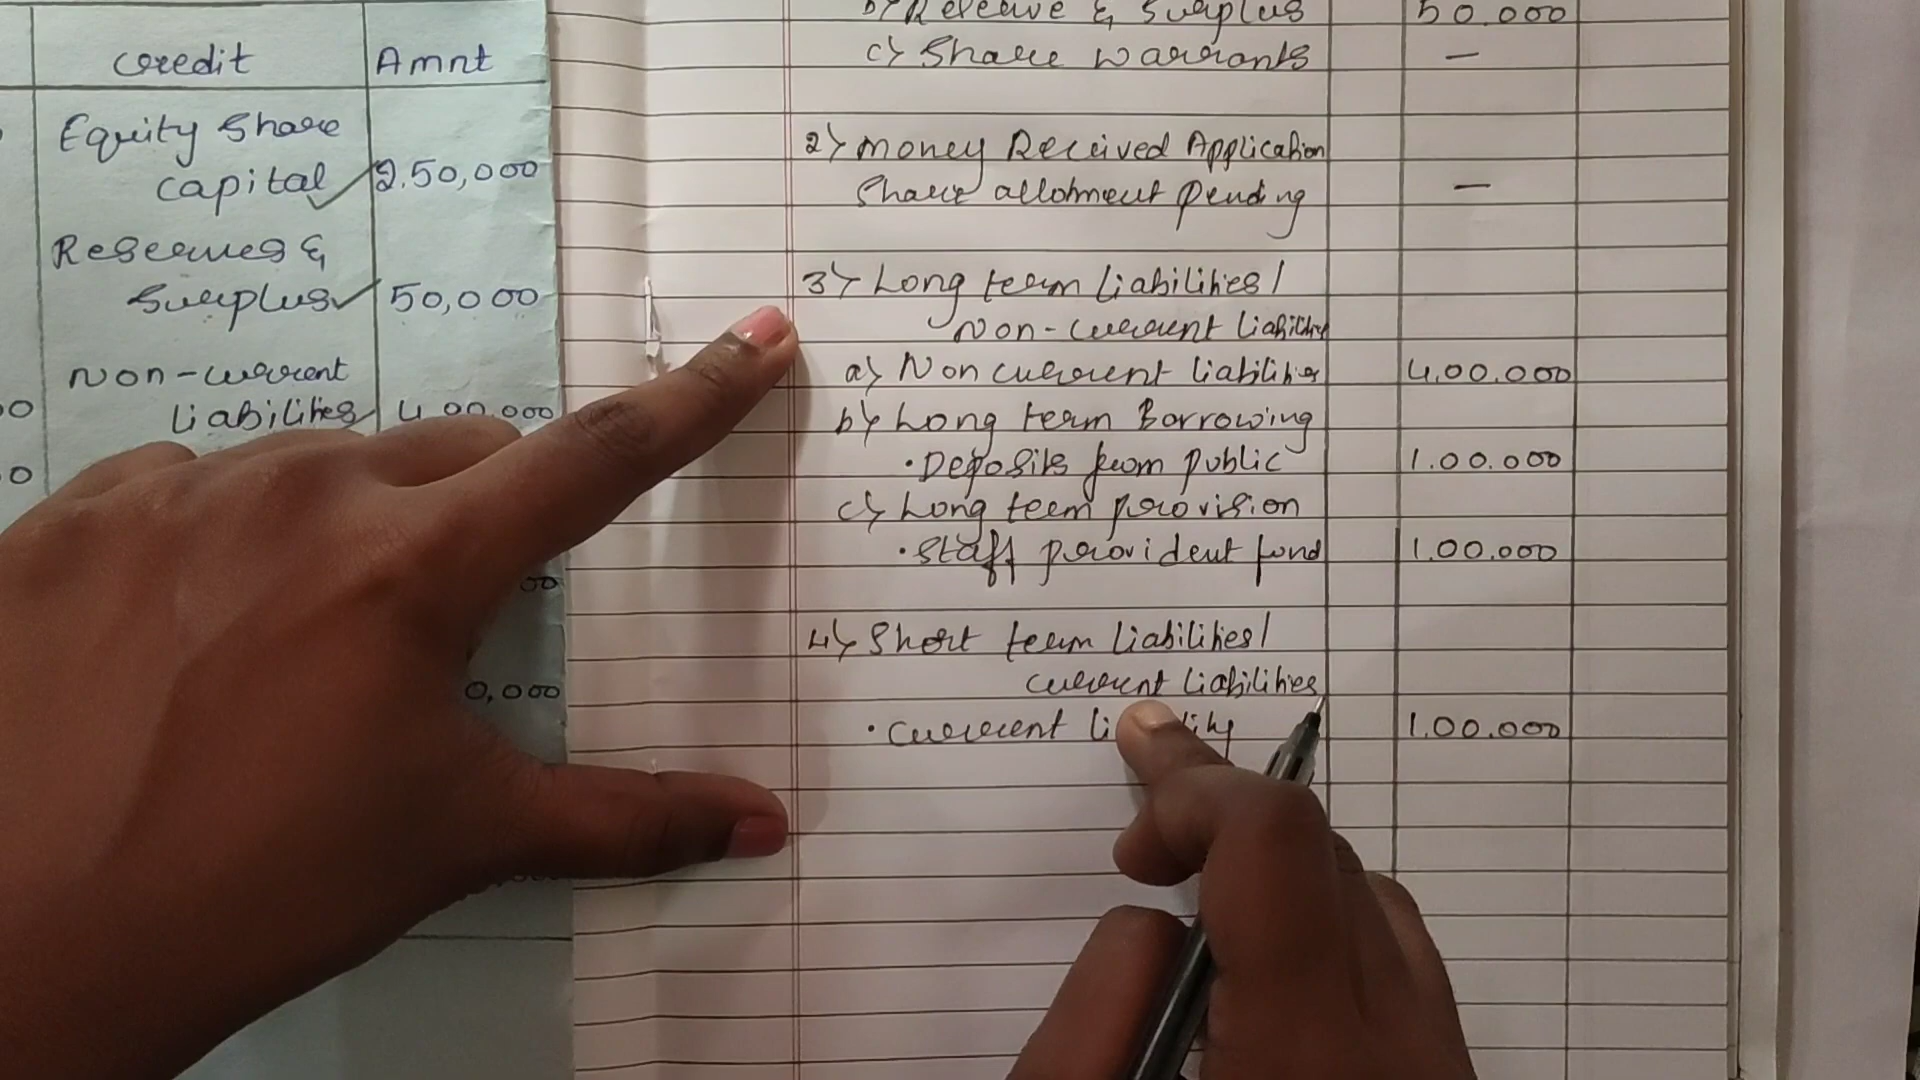 Credit
Amnt
Equity Share
capital
2.50,000
Reserves &
Surplus
50,000
Non-current
liabilities
4,00,000
0,000
b) Reserve & Surplus
50.000
c) Share warrants
—
2) Money Received Application
Share allotment pending
—
3) Long term liabilities /
Non-current liabilities
a) Non current liabilities
4,00.000
b) Long term Borrowing
• Deposits from public
1.00.000
c) Long term provision
• Staff provident fund
1.00.000
4) Short term liabilities /
current liabilities
• current
1.00.000